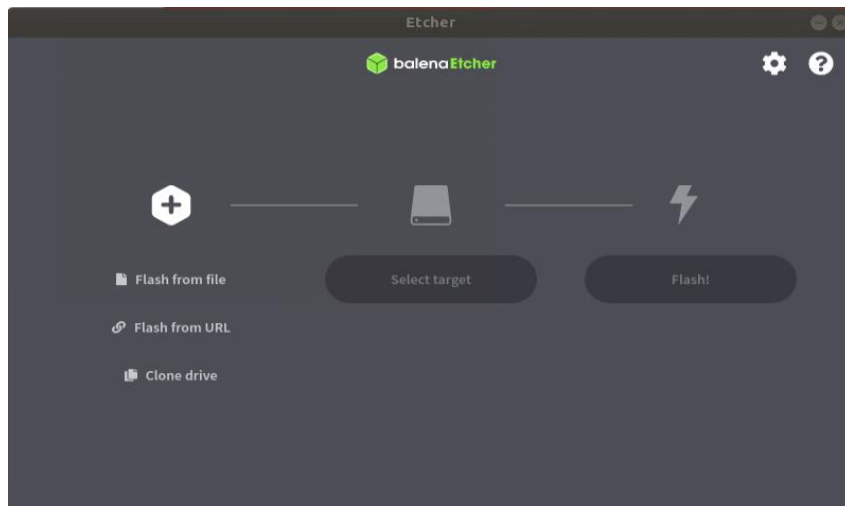 Etcher
balenaEtcher
Flash from file
Select target
Flash!
Flash from URL
Clone drive